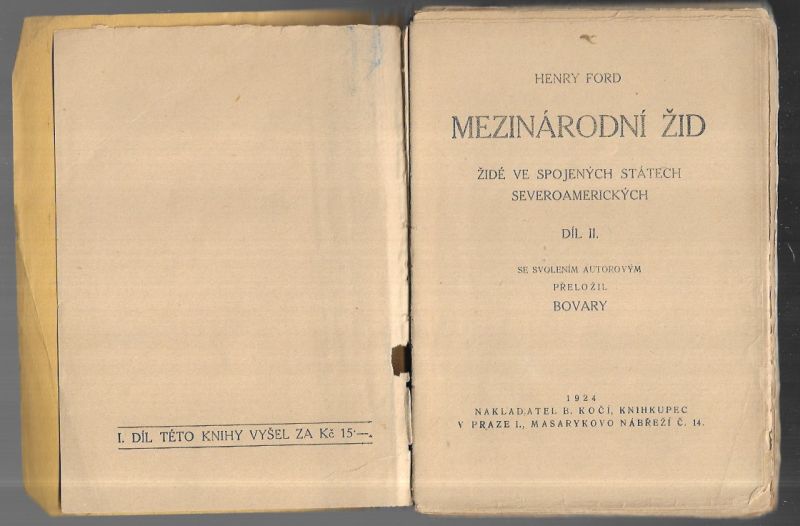 I. DÍL TÉTO KNIHY VYŠEL ZA Kč 15·—.
HENRY FORD
MEZINÁRODNÍ ŽID
ŽIDÉ VE SPOJENÝCH STÁTECH
SEVEROAMERICKÝCH
DÍL II.
SE SVOLENÍM AUTOROVÝM
PŘELOŽIL
BOVARY
1924
NAKLADATEL B. KOČÍ, KNIHKUPEC
V PRAZE I., MASARYKOVO NÁBŘEŽÍ Č. 14.